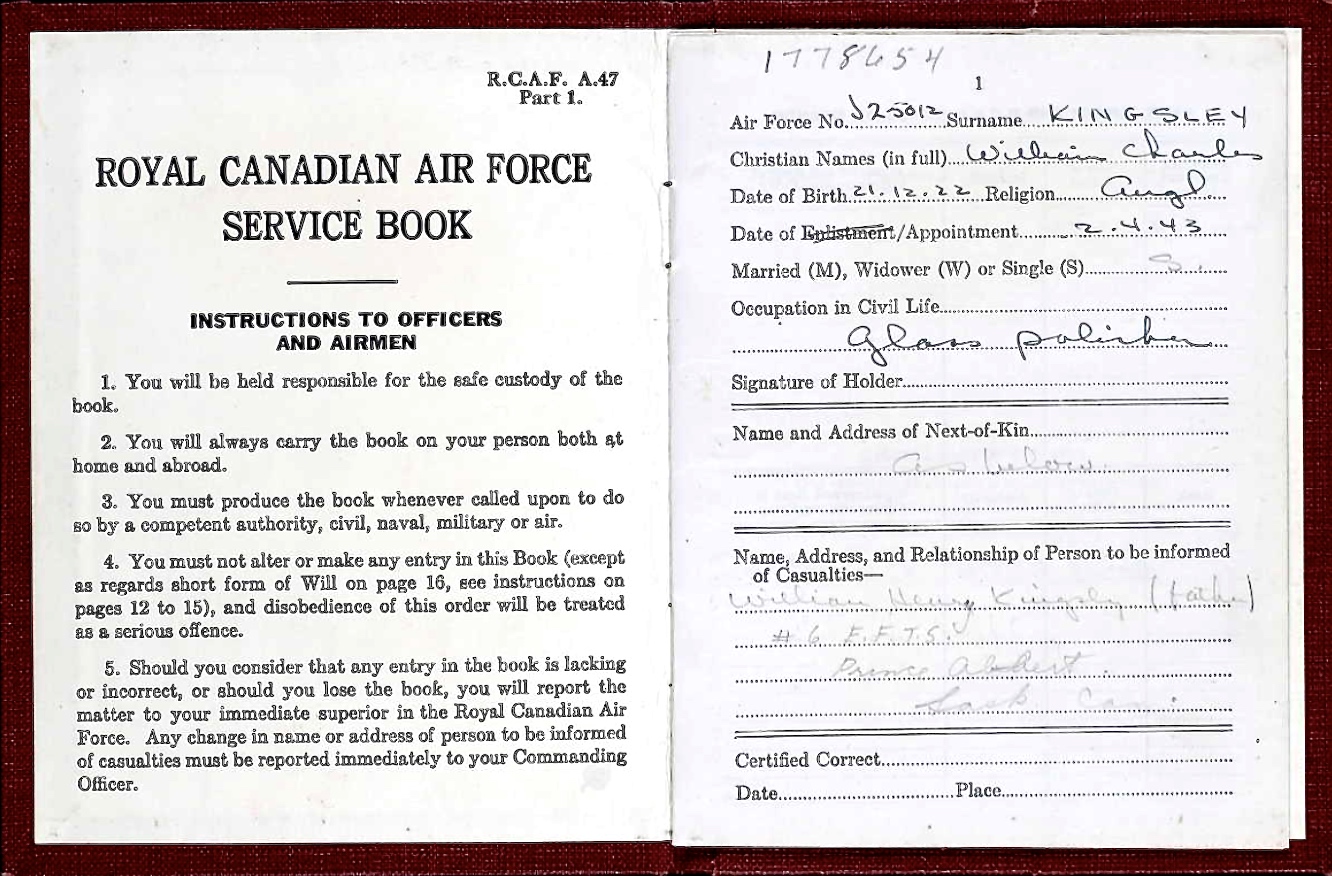 R.C.A.F. A.47
Part 1.
ROYAL CANADIAN AIR FORCE
SERVICE BOOK
INSTRUCTIONS TO OFFICERS
AND AIRMEN
1. You will be held responsible for the safe custody of the
book.
2. You will always carry the book on your person both at
home and abroad.
3. You must produce the book whenever called upon to do
so by a competent authority, civil, naval, military or air.
4. You must not alter or make any entry in this Book (except
as regards short form of Will on page 16, see instructions on
pages 12 to 15), and disobedience of this order will be treated
as a serious offence.
5. Should you consider that any entry in the book is lacking
or incorrect, or should you lose the book, you will report the
matter to your immediate superior in the Royal Canadian Air
Force. Any change in name or address of person to be informed
of casualties must be reported immediately to your Commanding
Officer.
1778654
1
Air Force No. J25012 Surname KINGSLEY
Christian Names (in full) William Charles
Date of Birth 21.12.22 Religion Angl.
Date of Enlistment/Appointment 2.4.43
Married (M), Widower (W) or Single (S) S.
Occupation in Civil Life
Glass polisher
Signature of Holder
Name and Address of Next-of-Kin
as below
Name, Address, and Relationship of Person to be informed
of Casualties—
William Henry Kingsly (father)
# 6 E.F.T.S.
Prince Albert
Sask Can.
Certified Correct
Date Place